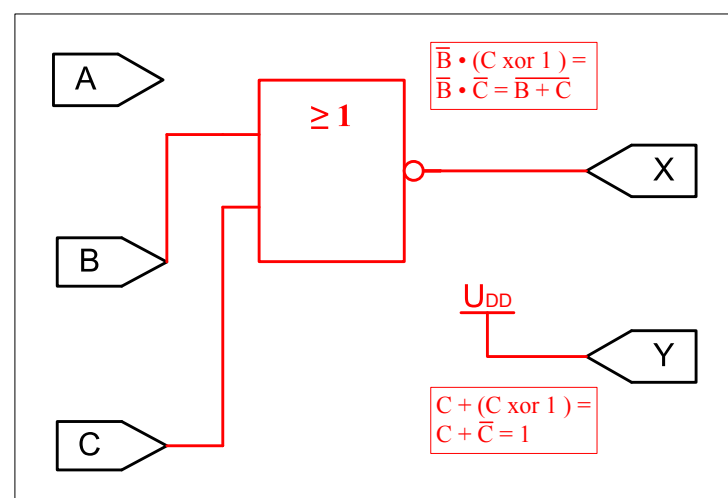 A
B̅ • (C xor 1 ) =
B̅ • C̅ = B̅ ̅+̅ ̅C̅
≥ 1
X
B
UDD
Y
C + (C xor 1 ) =
C + C̅ = 1
C